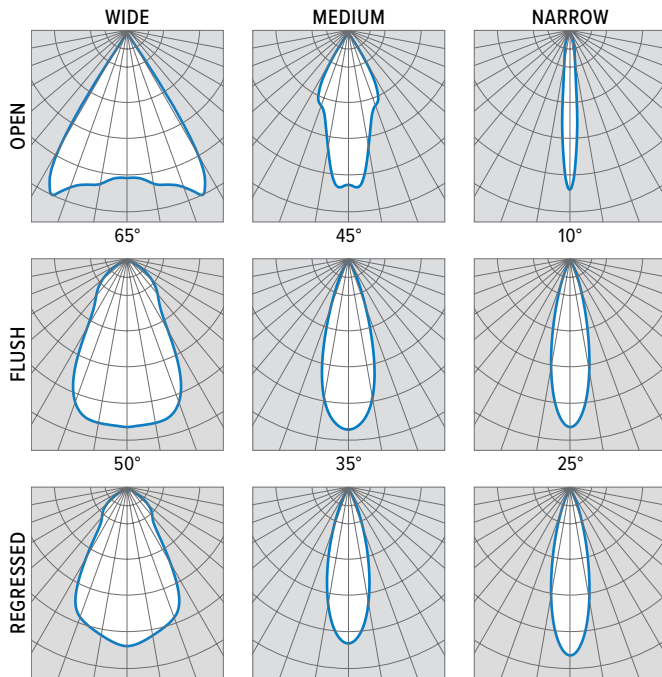 WIDE MEDIUM NARROW
OPEN
65° 45° 10°
FLUSH
50° 35° 25°
REGRESSED